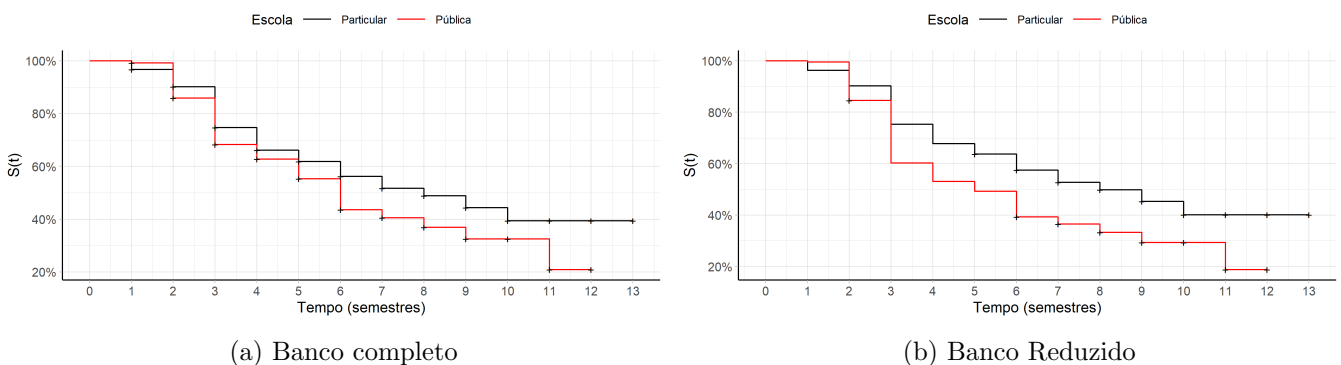 Escola Particular Pública
S(t)
100%
80%
60%
40%
20%
0 1 2 3 4 5 6 7 8 9 10 11 12 13
Tempo (semestres)
(a) Banco completo
Escola Particular Pública
S(t)
100%
80%
60%
40%
20%
0 1 2 3 4 5 6 7 8 9 10 11 12 13
Tempo (semestres)
(b) Banco Reduzido